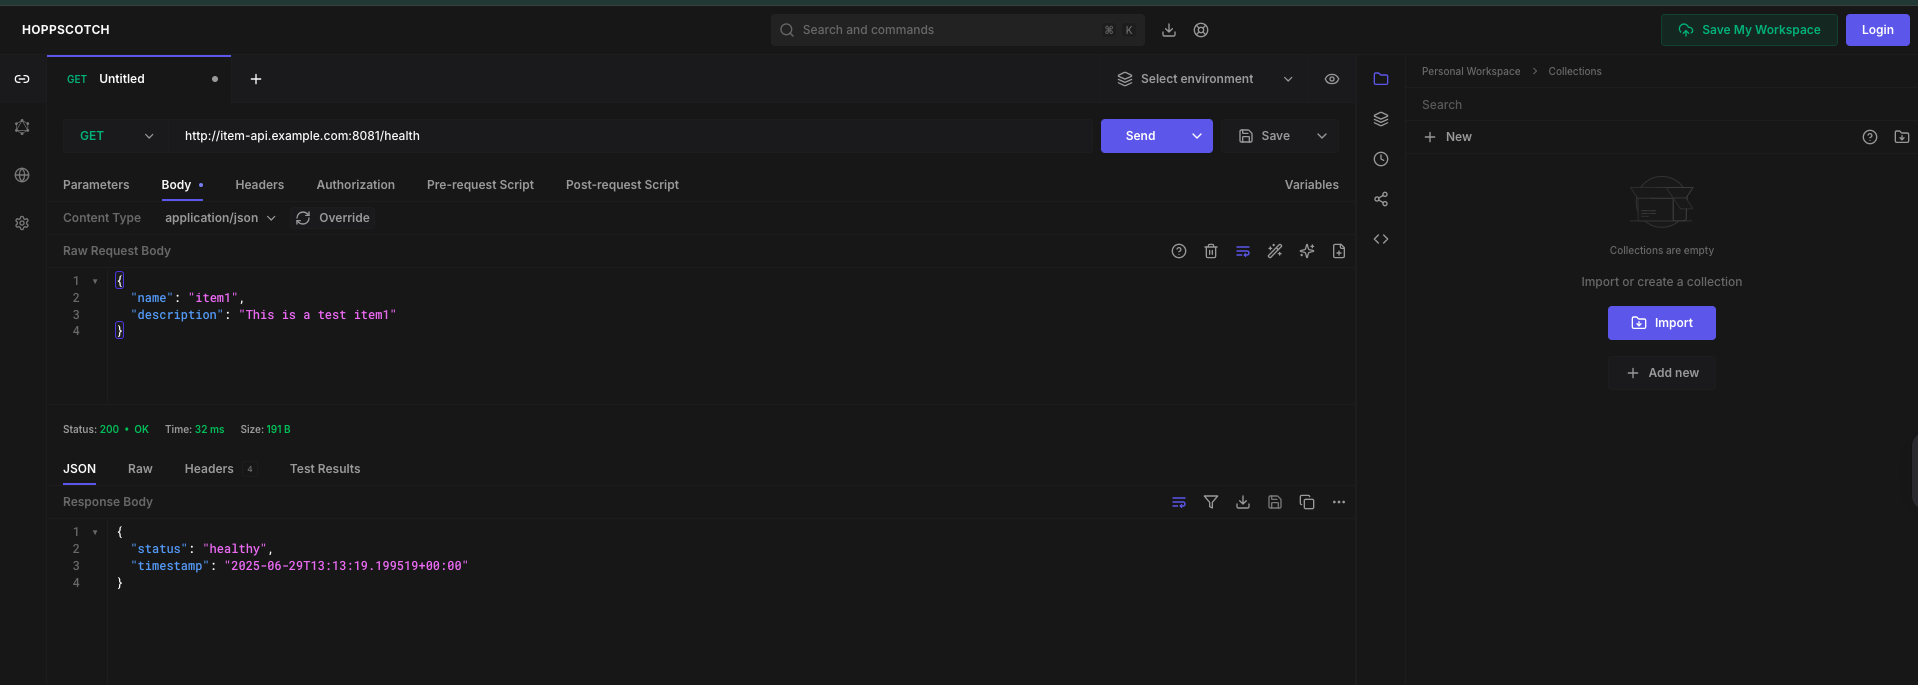 HOPPSCOTCH
Search and commands
⌘ K
Save My Workspace
Login
GET Untitled
Select environment
GET
http://item-api.example.com:8081/health
Send
Save
Parameters
Body
Headers
Authorization
Pre-request Script
Post-request Script
Variables
Content Type
application/json
Override
Raw Request Body
1 {
2 "name": "item1",
3 "description": "This is a test item1"
4 }
Status: 200 • OK
Time: 32 ms
Size: 191 B
JSON
Raw
Headers 4
Test Results
Response Body
1 {
2 "status": "healthy",
3 "timestamp": "2025-06-29T13:13:19.199519+00:00"
4 }
Personal Workspace > Collections
Search
New
Collections are empty
Import or create a collection
Import
Add new